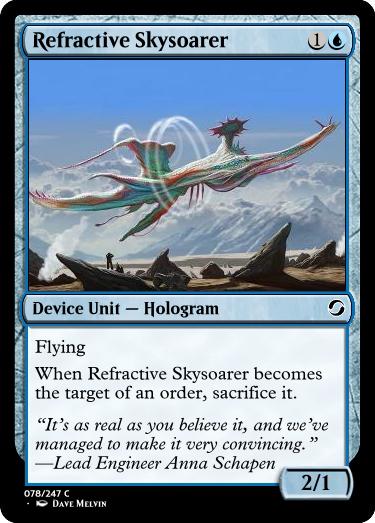 Refractive Skysoarer 1
Device Unit — Hologram
Flying
When Refractive Skysoarer becomes
the target of an order, sacrifice it.
“It’s as real as you believe it, and we’ve
managed to make it very convincing.”
—Lead Engineer Anna Schapen
2/1
078/247 C
· DAVE MELVIN